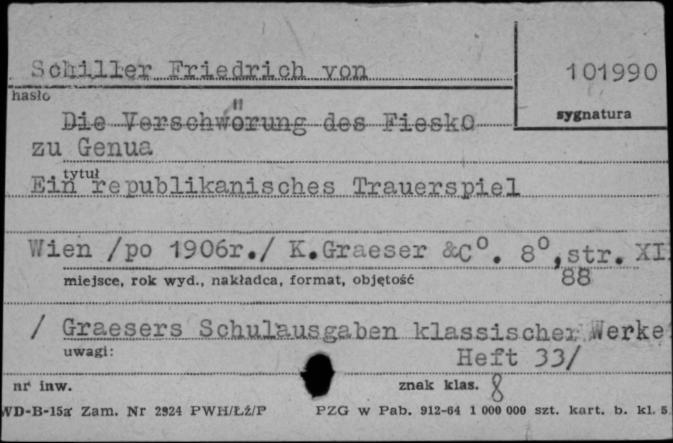 Schiller Friedrich von
101990
hasło
sygnatura
Die Verschwörung des Fiesko
zu Genua
tytuł
Ein republikanisches Trauerspiel
Wien /po 1906r./ K.Graeser &C°. 8°,str. XI
miejsce, rok wyd., nakładca, format, objętość
88
/ Graesers Schulausgaben klassischer Werke
uwagi:
Heft 33/
nr inw.
znak klas. 8
WD-B-15a Zam. Nr 2924 PWH/Łź/P
PZG w Pab. 912-64 1 000 000 szt. kart. b. kl. 5